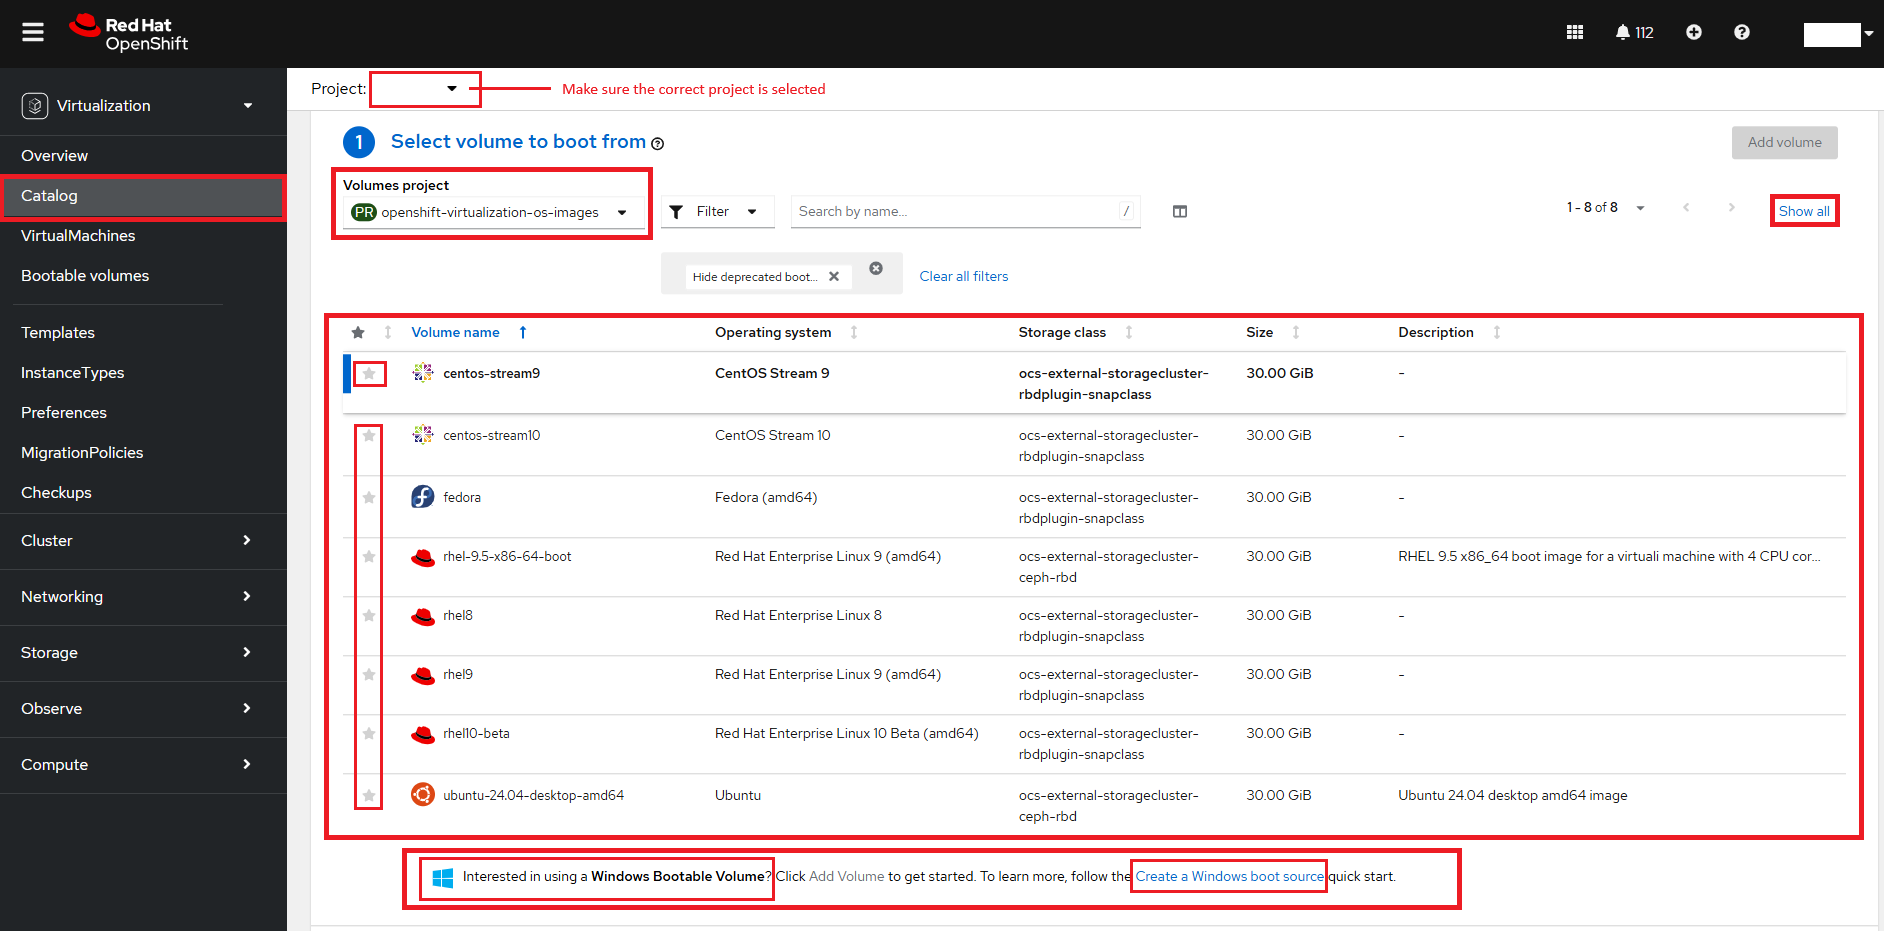 Red Hat
OpenShift
112
Virtualization
Overview
Catalog
VirtualMachines
Bootable volumes
Templates
InstanceTypes
Preferences
MigrationPolicies
Checkups
Cluster
Networking
Storage
Observe
Compute
Project:
Make sure the correct project is selected
1 Select volume to boot from
Add volume
Volumes project
PR openshift-virtualization-os-images
Filter
Search by name...
/
1 - 8 of 8
Show all
Hide deprecated boot...
Clear all filters
Volume name Operating system Storage class Size Description
centos-stream9 CentOS Stream 9 ocs-external-storagecluster- 30.00 GiB -
rbdplugin-snapclass
centos-stream10 CentOS Stream 10 ocs-external-storagecluster- 30.00 GiB -
rbdplugin-snapclass
fedora Fedora (amd64) ocs-external-storagecluster- 30.00 GiB -
rbdplugin-snapclass
rhel-9.5-x86-64-boot Red Hat Enterprise Linux 9 (amd64) ocs-external-storagecluster- 30.00 GiB RHEL 9.5 x86_64 boot image for a virtuali machine with 4 CPU cor...
ceph-rbd
rhel8 Red Hat Enterprise Linux 8 ocs-external-storagecluster- 30.00 GiB -
rbdplugin-snapclass
rhel9 Red Hat Enterprise Linux 9 (amd64) ocs-external-storagecluster- 30.00 GiB -
rbdplugin-snapclass
rhel10-beta Red Hat Enterprise Linux 10 Beta (amd64) ocs-external-storagecluster- 30.00 GiB -
rbdplugin-snapclass
ubuntu-24.04-desktop-amd64 Ubuntu ocs-external-storagecluster- 30.00 GiB Ubuntu 24.04 desktop amd64 image
ceph-rbd
Interested in using a Windows Bootable Volume? Click Add Volume to get started. To learn more, follow the Create a Windows boot source quick start.